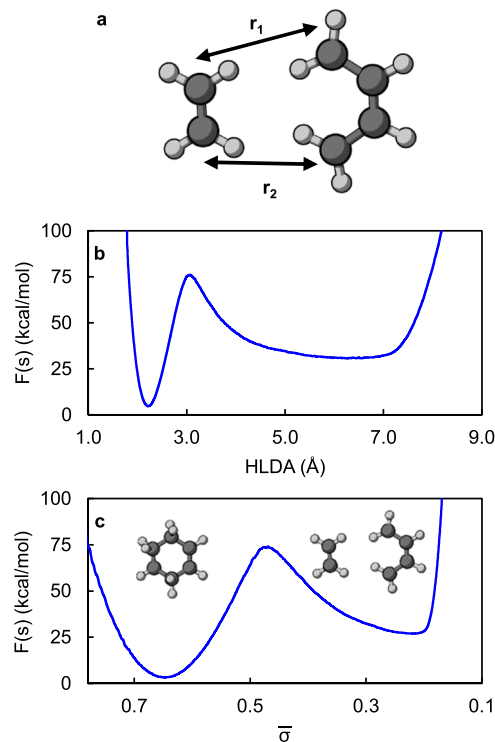 a
r₁
r₂
b
F(s) (kcal/mol)
100
75
50
25
0
1.0 3.0 5.0 7.0 9.0
HLDA (Å)
c
F(s) (kcal/mol)
100
75
50
25
0
0.7 0.5 0.3 0.1
σ̅